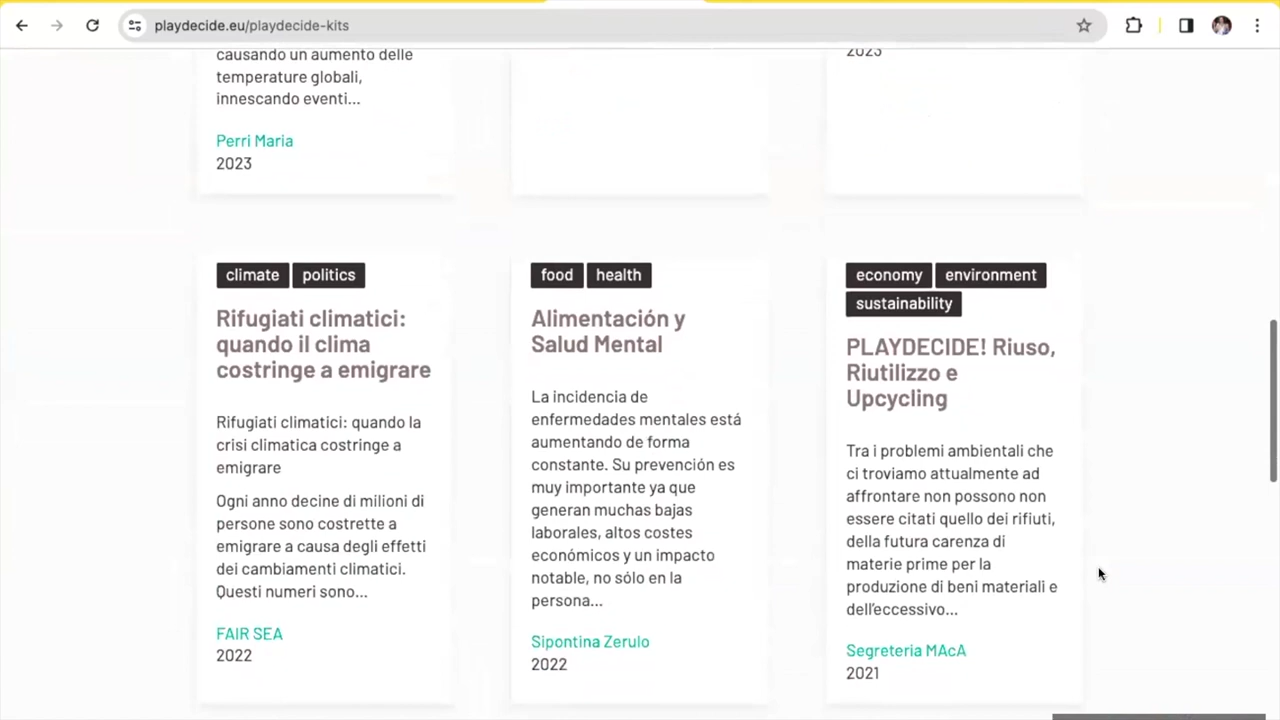 playdecide.eu/playdecide-kits
causando un aumento delle
temperature globali,
innescando eventi...
Perri Maria
2023
2023
climate politics
Rifugiati climatici:
quando il clima
costringe a emigrare
Rifugiati climatici: quando la
crisi climatica costringe a
emigrare
Ogni anno decine di milioni di
persone sono costrette a
emigrare a causa degli effetti
dei cambiamenti climatici.
Questi numeri sono...
FAIR SEA
2022
food health
Alimentación y
Salud Mental
La incidencia de
enfermedades mentales está
aumentando de forma
constante. Su prevención es
muy importante ya que
generan muchas bajas
laborales, altos costes
económicos y un impacto
notable, no sólo en la
persona...
Sipontina Zerulo
2022
economy environment
sustainability
PLAYDECIDE! Riuso,
Riutilizzo e
Upcycling
Tra i problemi ambientali che
ci troviamo attualmente ad
affrontare non possono non
essere citati quello dei rifiuti,
della futura carenza di
materie prime per la
produzione di beni materiali e
dell'eccessivo...
Segreteria MAcA
2021